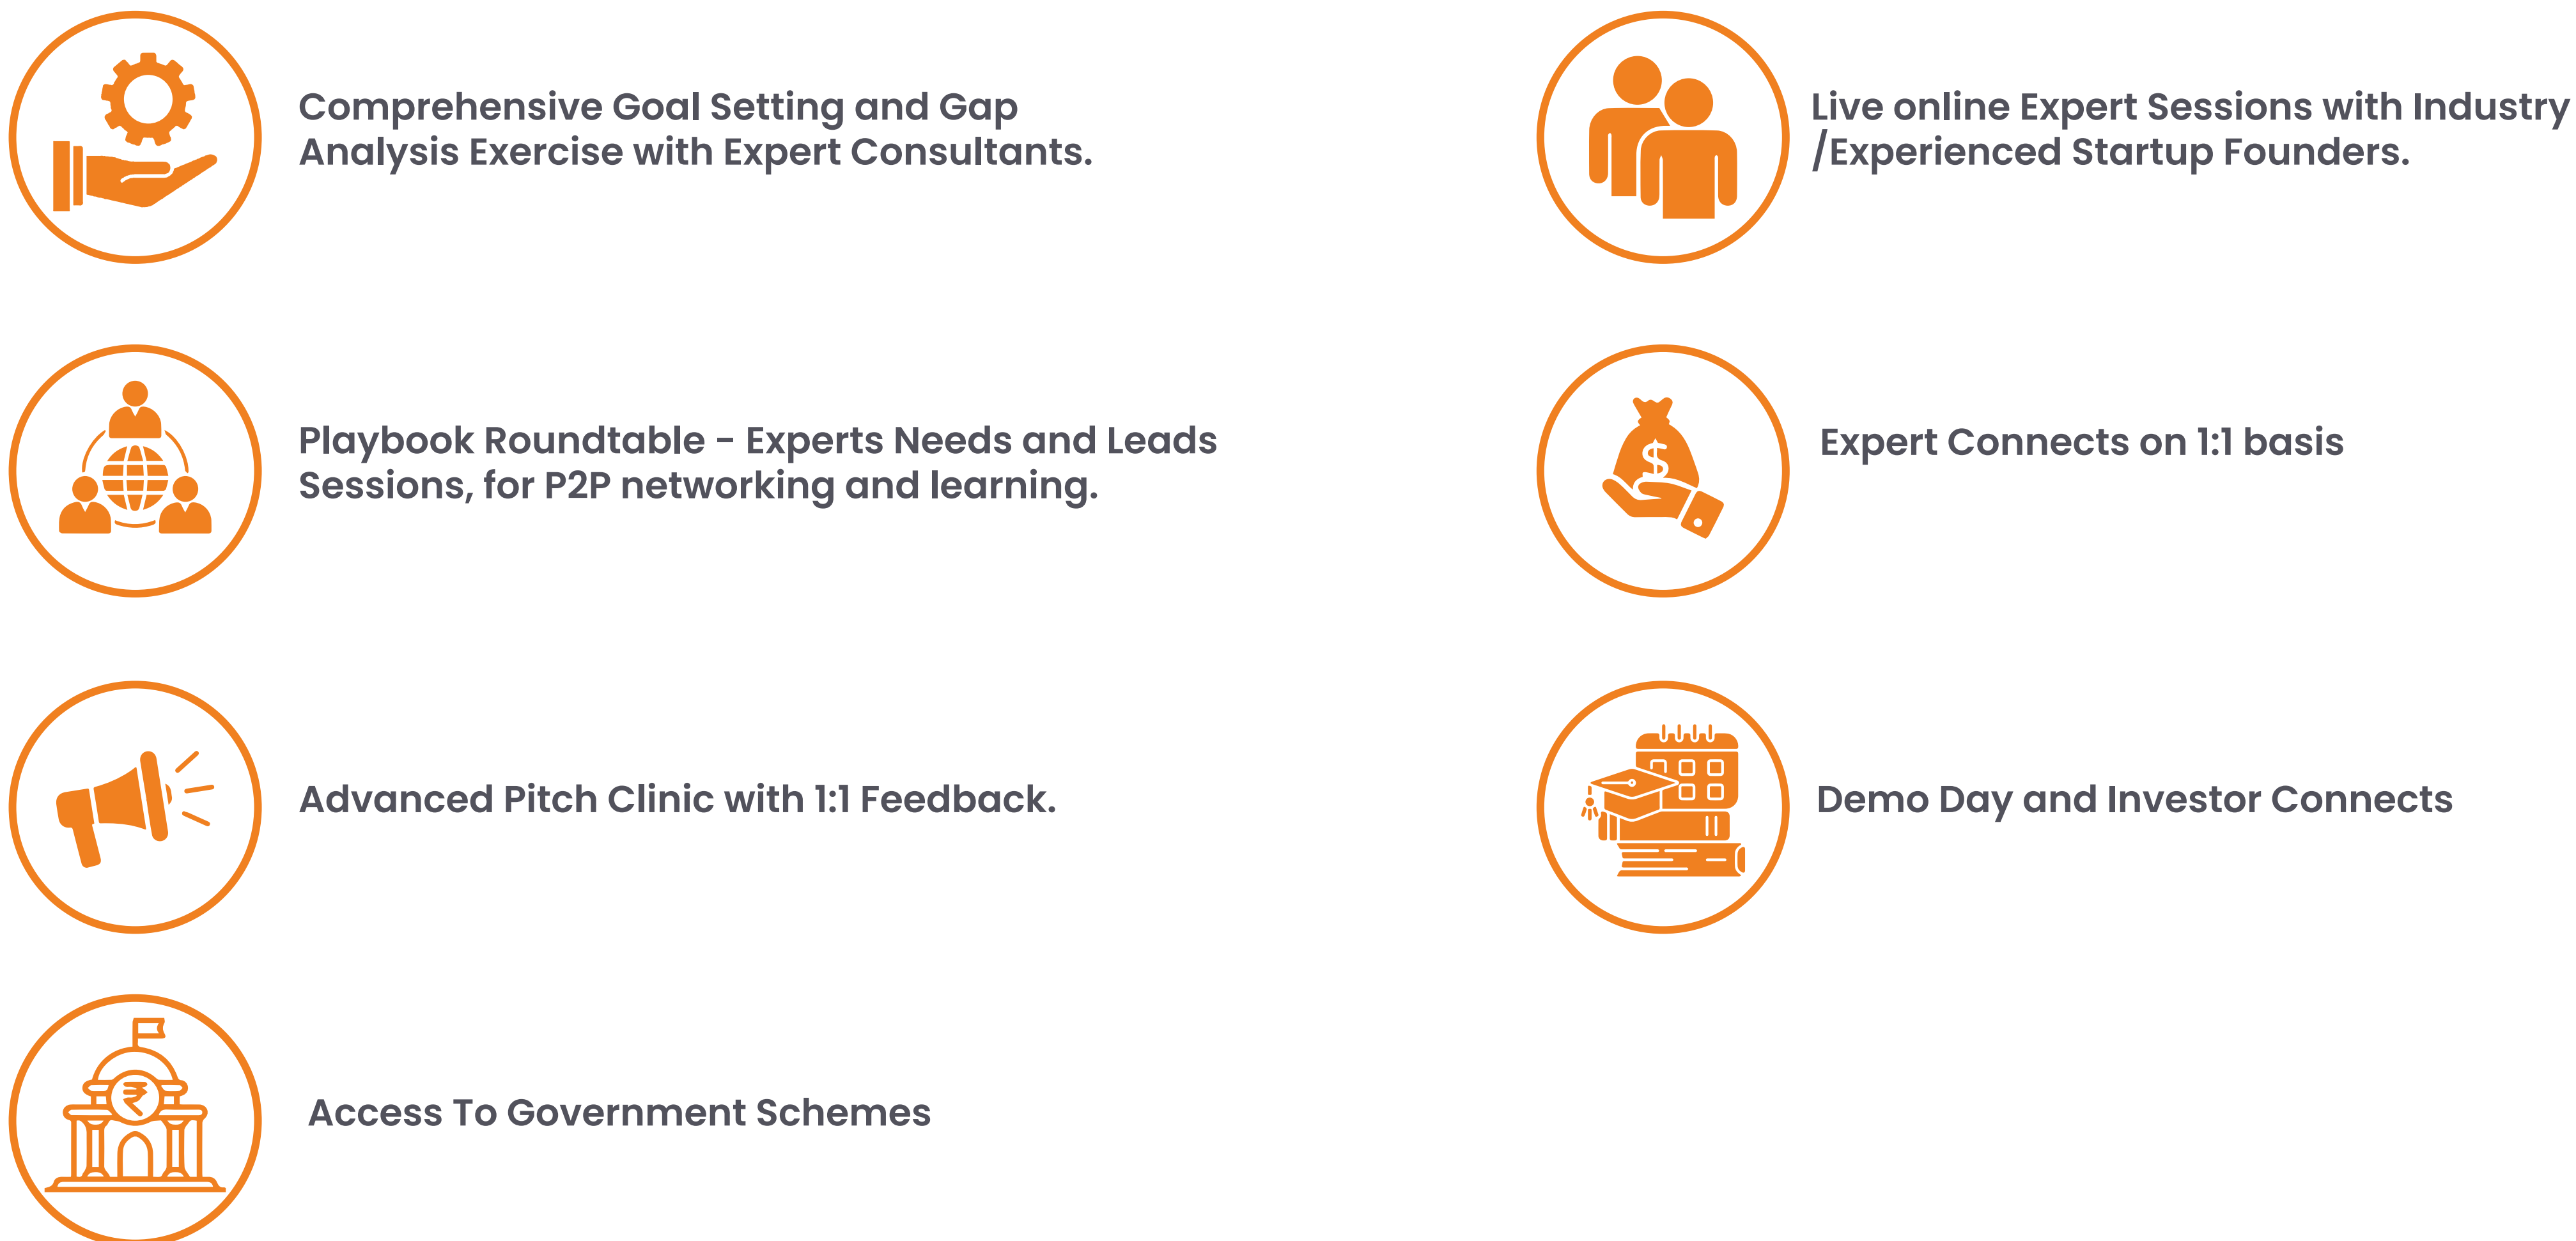 Comprehensive Goal Setting and Gap
Analysis Exercise with Expert Consultants.
Live online Expert Sessions with Industry
/Experienced Startup Founders.
Playbook Roundtable - Experts Needs and Leads
Sessions, for P2P networking and learning.
$
Expert Connects on 1:1 basis
Advanced Pitch Clinic with 1:1 Feedback.
Demo Day and Investor Connects
₹
Access To Government Schemes